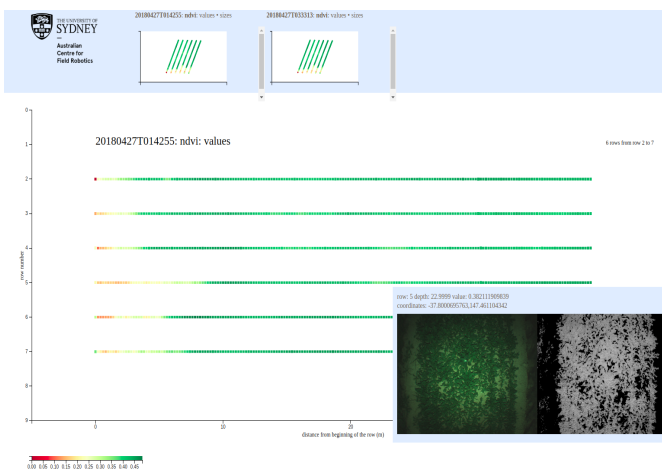 THE UNIVERSITY OF
SYDNEY
Australian
Centre for
Field Robotics
20180427T014255: ndvi: values • sizes
20180427T033313: ndvi: values • sizes
20180427T014255: ndvi: values
6 rows from row 2 to 7
0
1
2
3
4
5
6
7
8
9
row number
row: 5 depth: 22.9999 value: 0.382111909839
coordinates: -37.8000695763,147.461104342
0
10
20
distance from beginning of the row (m)
0.00 0.05 0.10 0.15 0.20 0.25 0.30 0.35 0.40 0.45